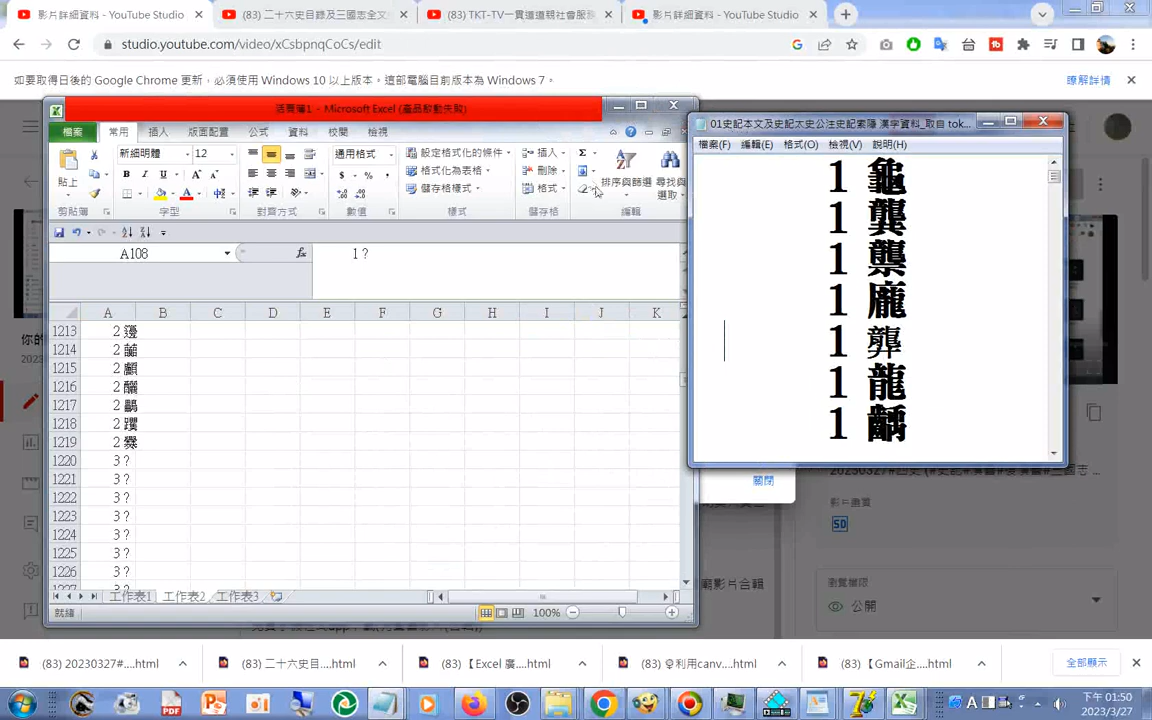 影片詳細資料 - YouTube Studio
(83) 二十六史目錄及三國志全文
(83) TKT-TV一貫道道親社會服
影片詳細資料 - YouTube Studio
studio.youtube.com/video/xCsbpnqCoCs/edit
如要取得日後的 Google Chrome 更新，必須使用 Windows 10 以上版本。這部電腦目前版本為 Windows 7。
瞭解詳情
活頁簿1 - Microsoft Excel (產品啟動失敗)
檔案 常用 插入 版面配置 公式 資料 校閱 檢視
貼上
新細明體 12
B I U
通用格式
$ % ,
設定格式化的條件
格式化為表格
儲存格樣式
插入
刪除
格式
Σ
排序與篩選
尋找與
選取
剪貼簿 字型 對齊方式 數值 樣式 儲存格 編輯
A108 fx 1 ?
A B C D E F G H I J K
1213 2
1214 2
1215 2
1216 2
1217 2
1218 2
1219 2
1220 3 ?
1221 3 ?
1222 3 ?
1223 3 ?
1224 3 ?
1225 3 ?
1226 3 ?
工作表1 工作表2 工作表3
就緒 100%
01史記本文及史記太史公注史記索隱 漢字資料_取自 tok...
檔案(F) 編輯(E) 格式(O) 檢視(V) 說明(H)
1 龜
1 龔
1 襲
1 龐
1
1 龍
1 龋
關閉
影片畫質
SD
瀏覽權限
公開
(83) 20230327#....html
(83) 二十六史目....html
(83)【Excel 廣....html
利用canv....html
(83)【Gmail企....html
全部顯示
下午 01:50
2023/3/27